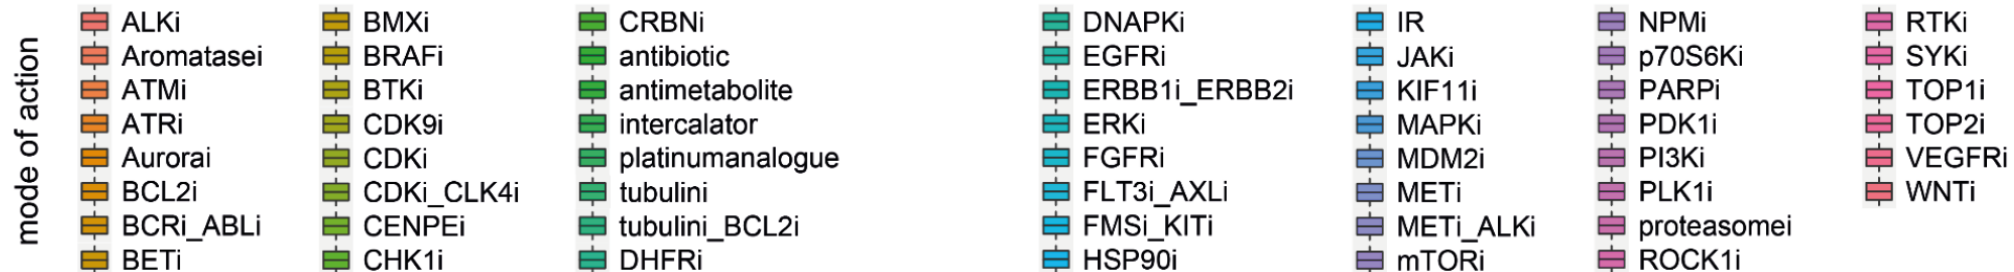 mode of action
ALKi
Aromatasei
ATMi
ATRi
Aurorai
BCL2i
BCRi_ABLi
BETi
BMXi
BRAFi
BTKi
CDK9i
CDKi
CDKi_CLK4i
CENPEi
CHK1i
CRBNi
antibiotic
antimetabolite
intercalator
platinumanalogue
tubulini
tubulini_BCL2i
DHFRi
DNAPKi
EGFRi
ERBB1i_ERBB2i
ERKi
FGFRi
FLT3i_AXLi
FMSi_KITi
HSP90i
IR
JAKi
KIF11i
MAPKi
MDM2i
METi
METi_ALKi
mTORi
NPMi
p70S6Ki
PARPi
PDK1i
PI3Ki
PLK1i
proteasomei
ROCK1i
RTKi
SYKi
TOP1i
TOP2i
VEGFRi
WNTi